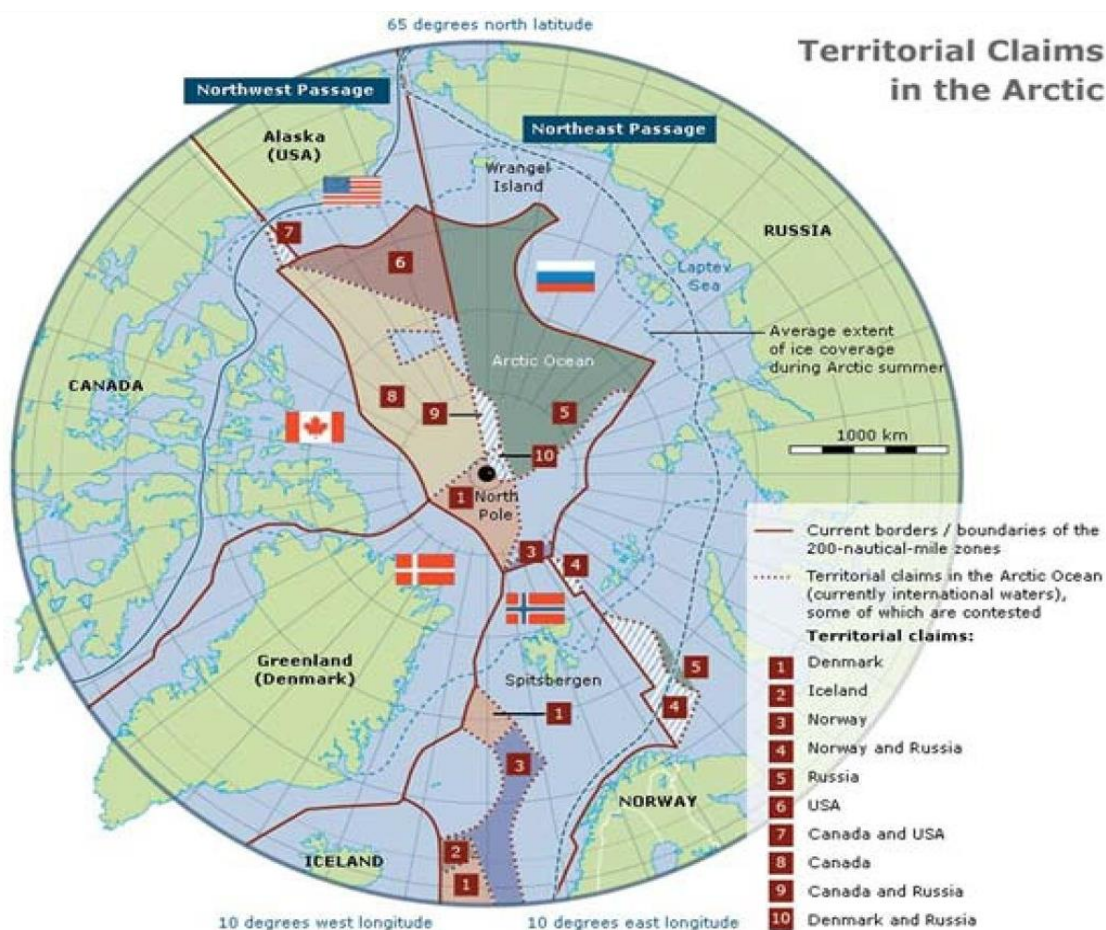 65 degrees north latitude
Territorial Claims
in the Arctic
Northwest Passage
Northeast Passage
Alaska
(USA)
Wrangel
Island
7
RUSSIA
6
Laptev
Sea
Average extent
of ice coverage
during Arctic summer
Arctic Ocean
CANADA
8
9
5
1000 km
10
1
North
Pole
3
4
Current borders / boundaries of the
200-nautical-mile zones
Territorial claims in the Arctic Ocean
(currently international waters),
some of which are contested
Territorial claims:
Greenland
(Denmark)
Spitsbergen
5
4
1
3
NORWAY
ICELAND
2
1
1 Denmark
2 Iceland
3 Norway
4 Norway and Russia
5 Russia
6 USA
7 Canada and USA
8 Canada
9 Canada and Russia
10 Denmark and Russia
10 degrees west longitude
10 degrees east longitude